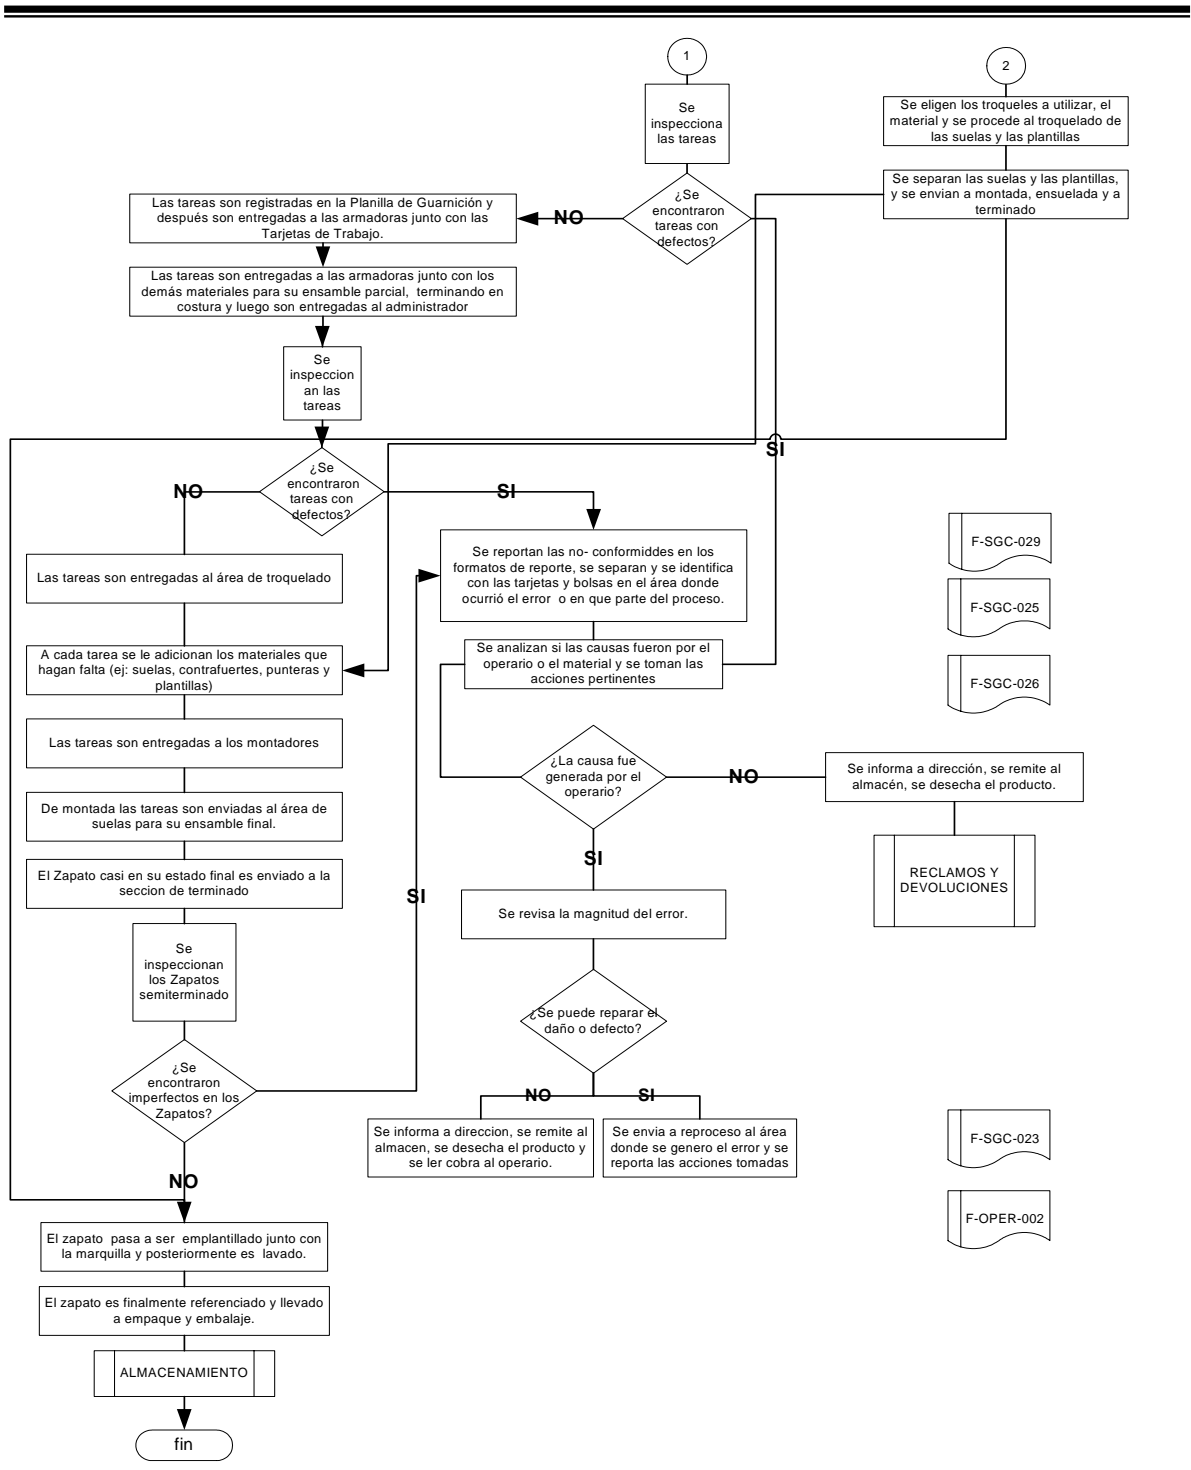 1
Se
inspecciona
las tareas
2
Se eligen los troqueles a utilizar, el
material y se procede al troquelado de
las suelas y las plantillas
Se separan las suelas y las plantillas,
y se envian a montada, ensuelada y a
terminado
¿Se
encontraron
tareas con
defectos?
NO
SI
Las tareas son registradas en la Planilla de Guarnición y
después son entregadas a las armadoras junto con las
Tarjetas de Trabajo.
Las tareas son entregadas a las armadoras junto con los
demás materiales para su ensamble parcial, terminando en
costura y luego son entregadas al administrador
Se
inspeccion
an las
tareas
¿Se
encontraron
tareas con
defectos?
NO
SI
Las tareas son entregadas al área de troquelado
A cada tarea se le adicionan los materiales que
hagan falta (ej: suelas, contrafuertes, punteras y
plantillas)
Las tareas son entregadas a los montadores
De montada las tareas son enviadas al área de
suelas para su ensamble final.
El Zapato casi en su estado final es enviado a la
seccion de terminado
Se
inspeccionan
los Zapatos
semiterminado
¿Se
encontraron
imperfectos en los
Zapatos?
SI
NO
Se reportan las no- conformiddes en los
formatos de reporte, se separan y se identifica
con las tarjetas y bolsas en el área donde
ocurrió el error o en que parte del proceso.
Se analizan si las causas fueron por el
operario o el material y se toman las
acciones pertinentes
¿La causa fue
generada por el
operario?
NO
SI
Se informa a dirección, se remite al
almacén, se desecha el producto.
RECLAMOS Y
DEVOLUCIONES
Se revisa la magnitud del error.
¿Se puede reparar el
daño o defecto?
NO
SI
Se informa a direccion, se remite al
almacen, se desecha el producto y
se ler cobra al operario.
Se envia a reproceso al área
donde se genero el error y se
reporta las acciones tomadas
F-SGC-029
F-SGC-025
F-SGC-026
F-SGC-023
F-OPER-002
El zapato pasa a ser emplantillado junto con
la marquilla y posteriormente es lavado.
El zapato es finalmente referenciado y llevado
a empaque y embalaje.
ALMACENAMIENTO
fin